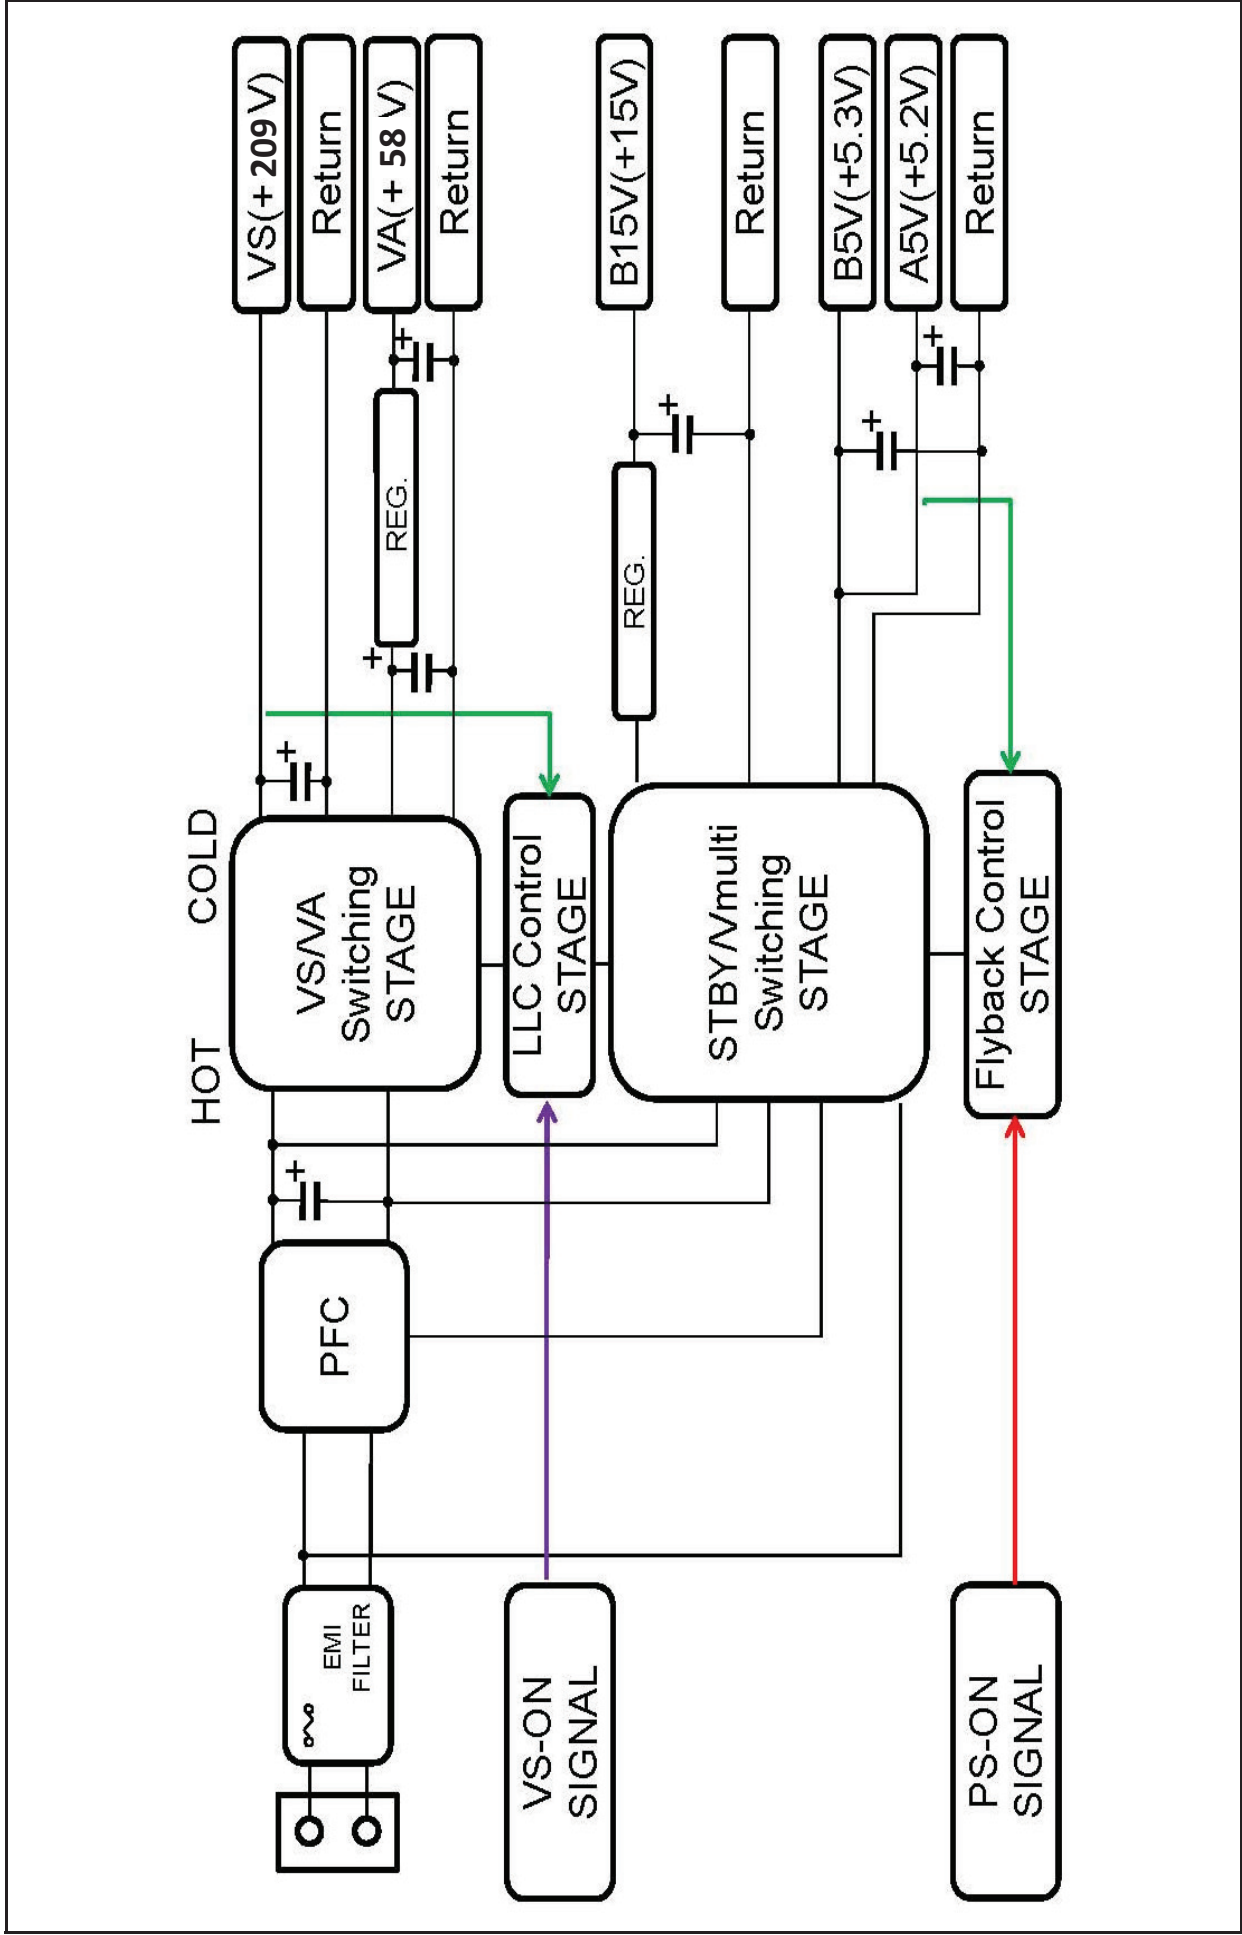 HOT
COLD
EMI
FILTER
PFC
VS/VA
Switching
STAGE
REG.
VS(+ 209 V)
Return
VA(+ 58 V)
Return
VS-ON
SIGNAL
LLC Control
STAGE
STBY/Vmulti
Switching
STAGE
REG.
B15V(+15V)
Return
B5V(+5.3V)
A5V(+5.2V)
Return
PS-ON
SIGNAL
Flyback Control
STAGE
+
+
+
+
+
+
+